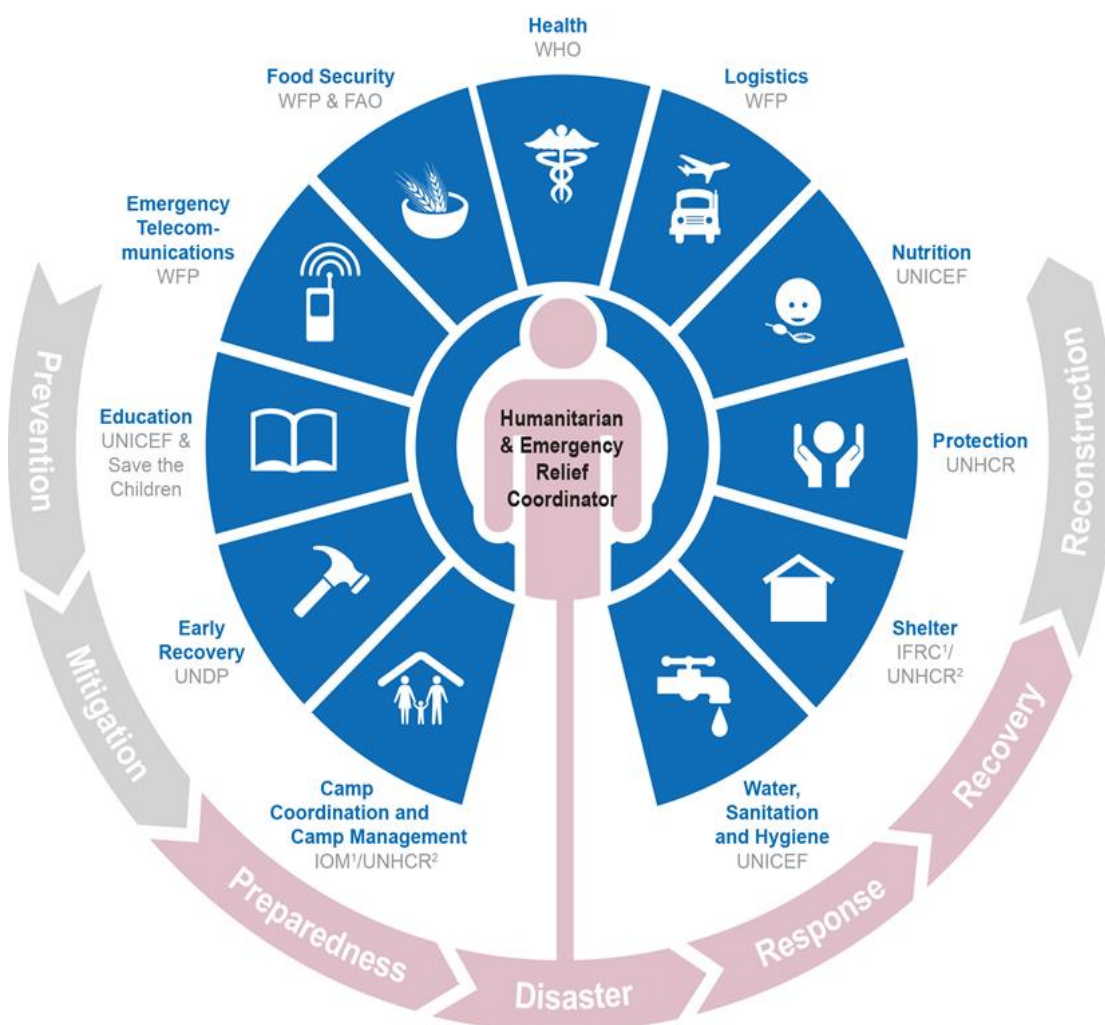 Health
WHO
Food Security
WFP & FAO
Logistics
WFP
Emergency
Telecom-
munications
WFP
Nutrition
UNICEF
Education
UNICEF &
Save the
Children
Humanitarian
& Emergency
Relief
Coordinator
Protection
UNHCR
Early
Recovery
UNDP
Shelter
IFRC¹/
UNHCR²
Camp
Coordination and
Camp Management
IOM¹/UNHCR²
Water,
Sanitation
and Hygiene
UNICEF
Prevention
Mitigation
Preparedness
Disaster
Response
Recovery
Reconstruction